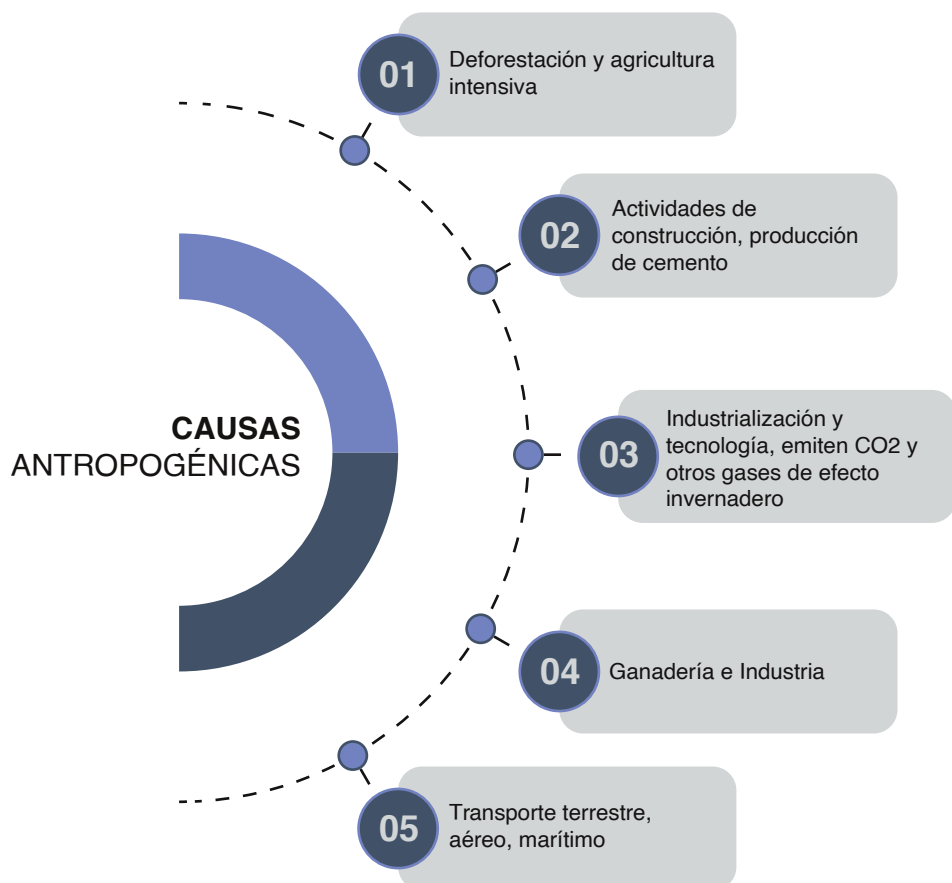 01
Deforestación y agricultura
intensiva
02
Actividades de
construcción, producción
de cemento
CAUSAS
ANTROPOGÉNICAS
03
Industrialización y
tecnología, emiten CO2 y
otros gases de efecto
invernadero
04
Ganadería e Industria
05
Transporte terrestre,
aéreo, marítimo